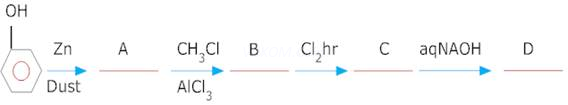 OH
Zn A CH₃Cl B Cl₂hr C aqNAOH D
Dust AlCl₃